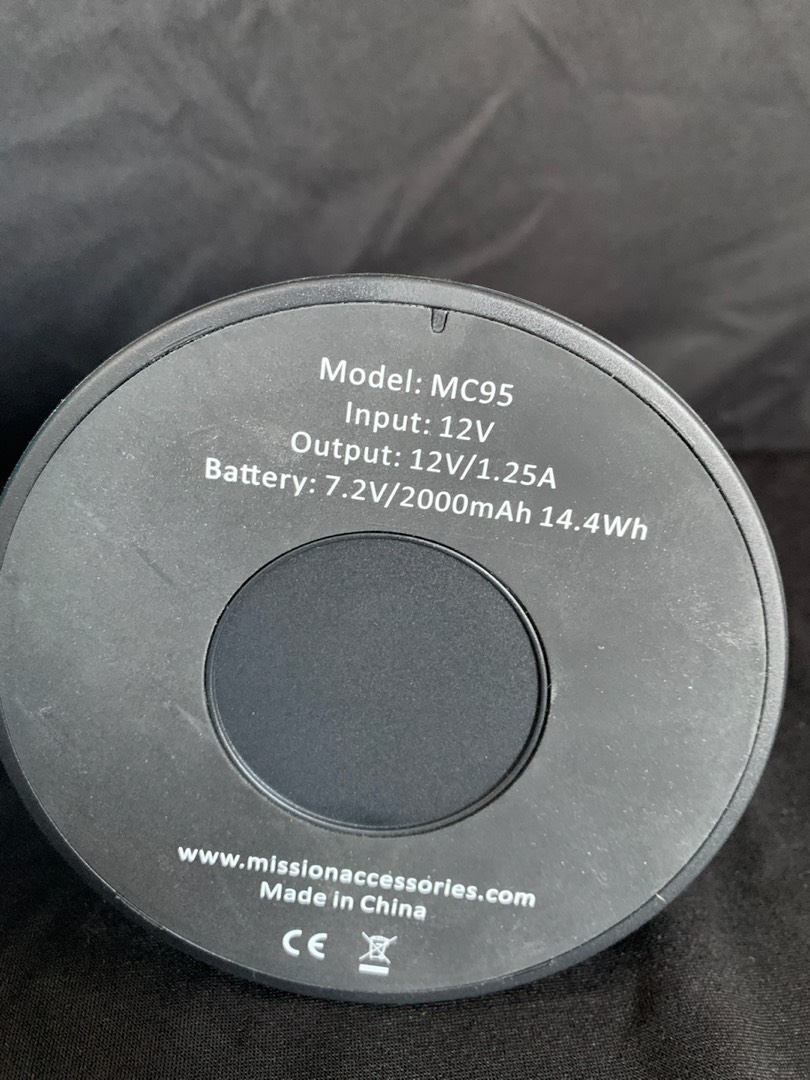 Model: MC95
Input: 12V
Output: 12V/1.25A
Battery: 7.2V/2000mAh 14.4Wh
www.missionaccessories.com
Made in China
CE